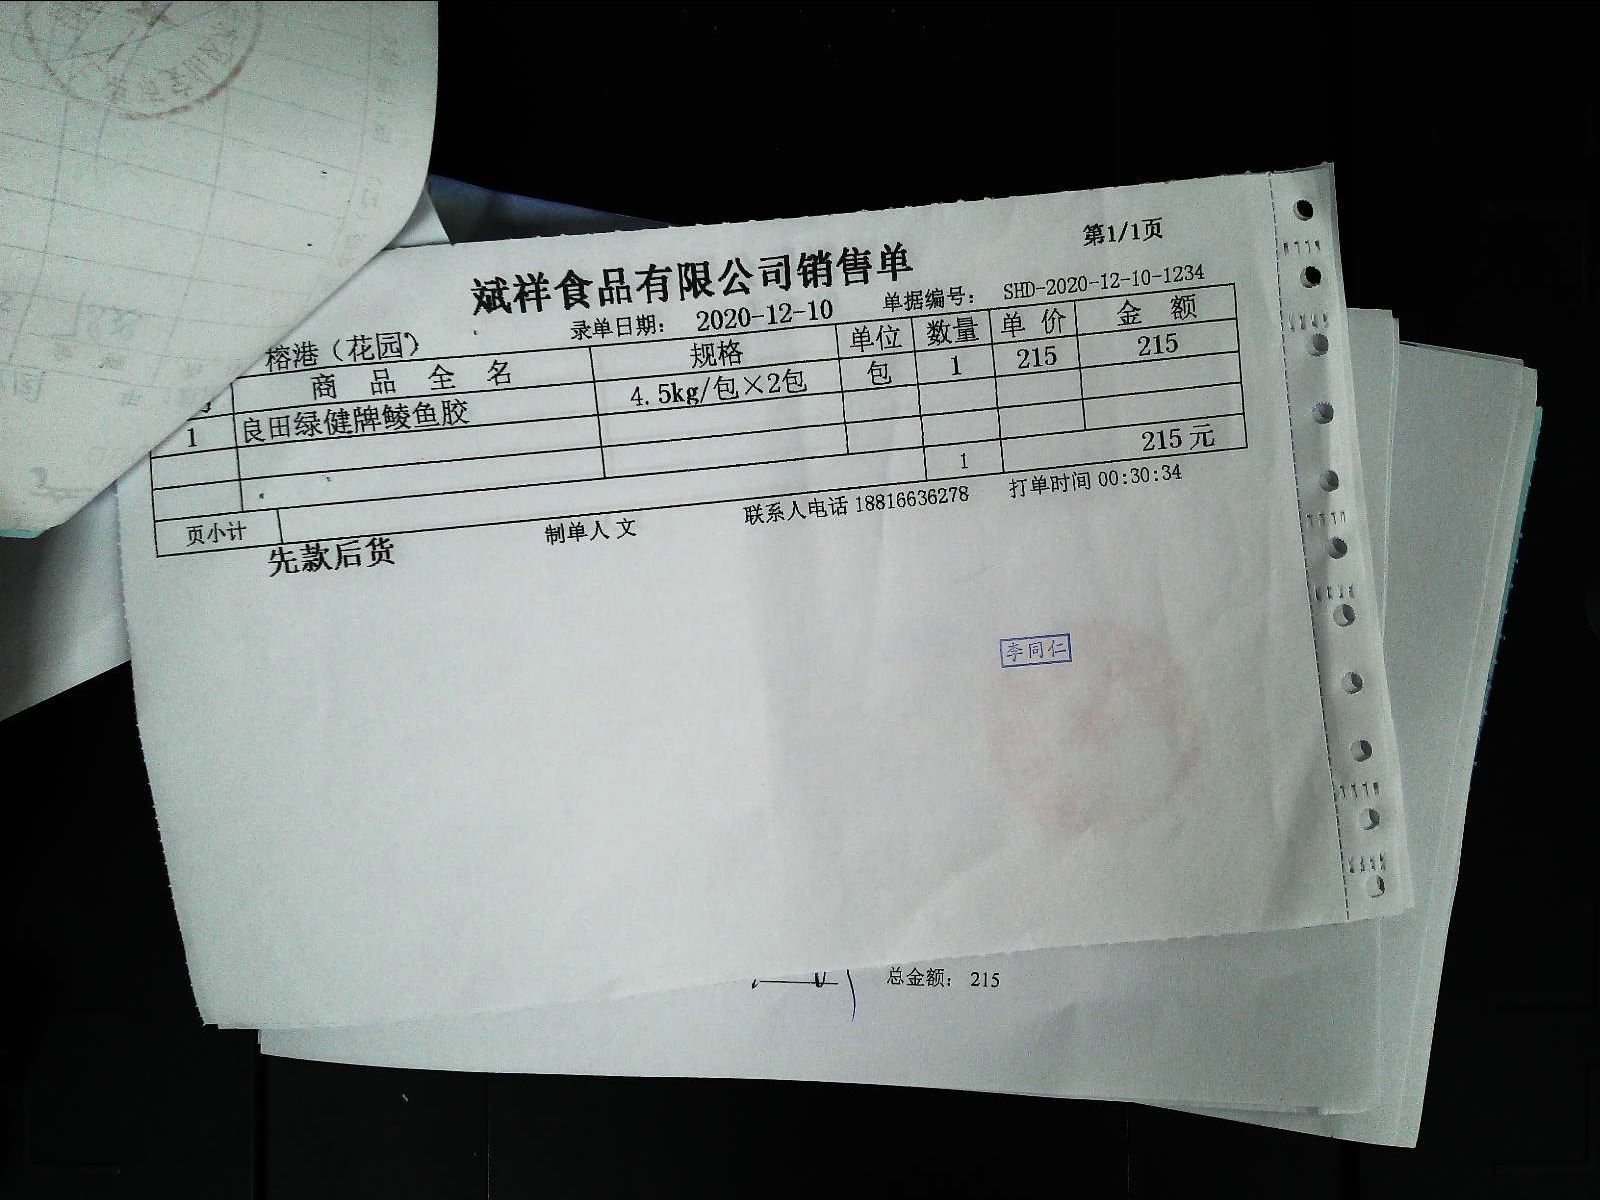 第1/1页
斌祥食品有限公司销售单
录单日期： 2020-12-10 单据编号： SHD-2020-12-10-1234
榕港（花园）
商品全名 规格 单位 数量 单价 金额
1 良田绿健牌鲮鱼胶 4.5kg/包×2包 包 1 215 215
页小计 1 215元
先款后货 制单人 文 联系人电话 18816636278 打单时间 00:30:34
李同仁
总金额： 215